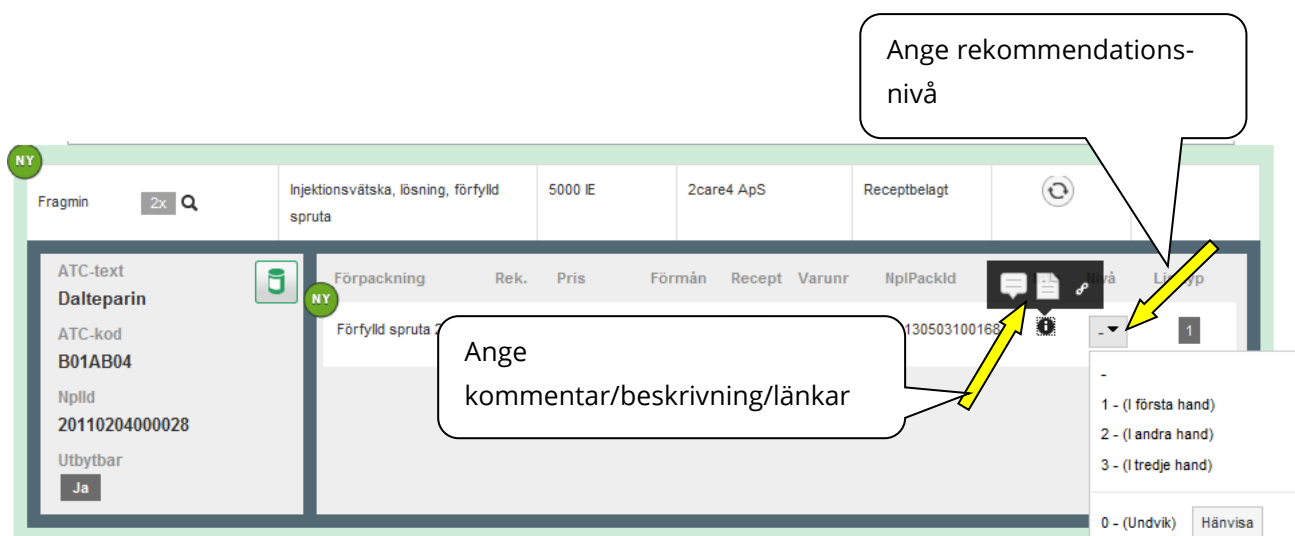 Ange rekommendations-
nivå
NY
Fragmin 2x Injektionsvätska, lösning, förfylld 5000 IE 2care4 ApS Receptbelagt
spruta
ATC-text
Dalteparin
ATC-kod
B01AB04
NplId
20110204000028
Utbytbar
Ja
NY
Förpackning Rek. Pris Förmån Recept Varunr NplPackId
Förfylld spruta 130503100168 - 1
Ange
kommentar/beskrivning/länkar
-
1 - (I första hand)
2 - (I andra hand)
3 - (I tredje hand)
0 - (Undvik) Hänvisa